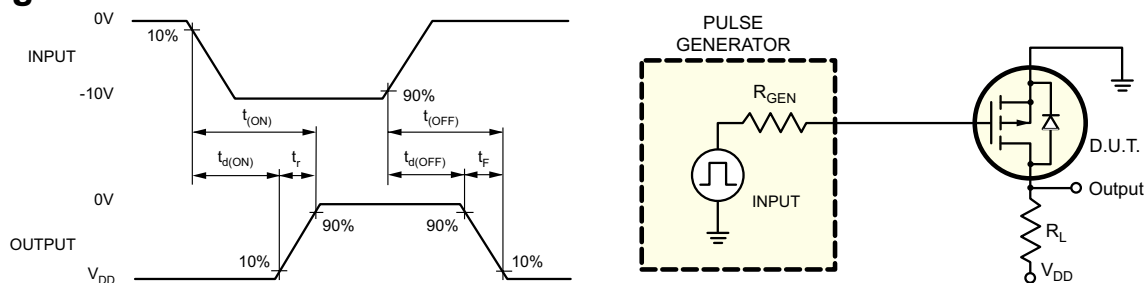 0V
10%
INPUT
-10V
90%
t(ON)
t(OFF)
td(ON)
tr
td(OFF)
tF
0V
90%
90%
OUTPUT
10%
10%
VDD
PULSE
GENERATOR
RGEN
INPUT
D.U.T.
Output
RL
VDD